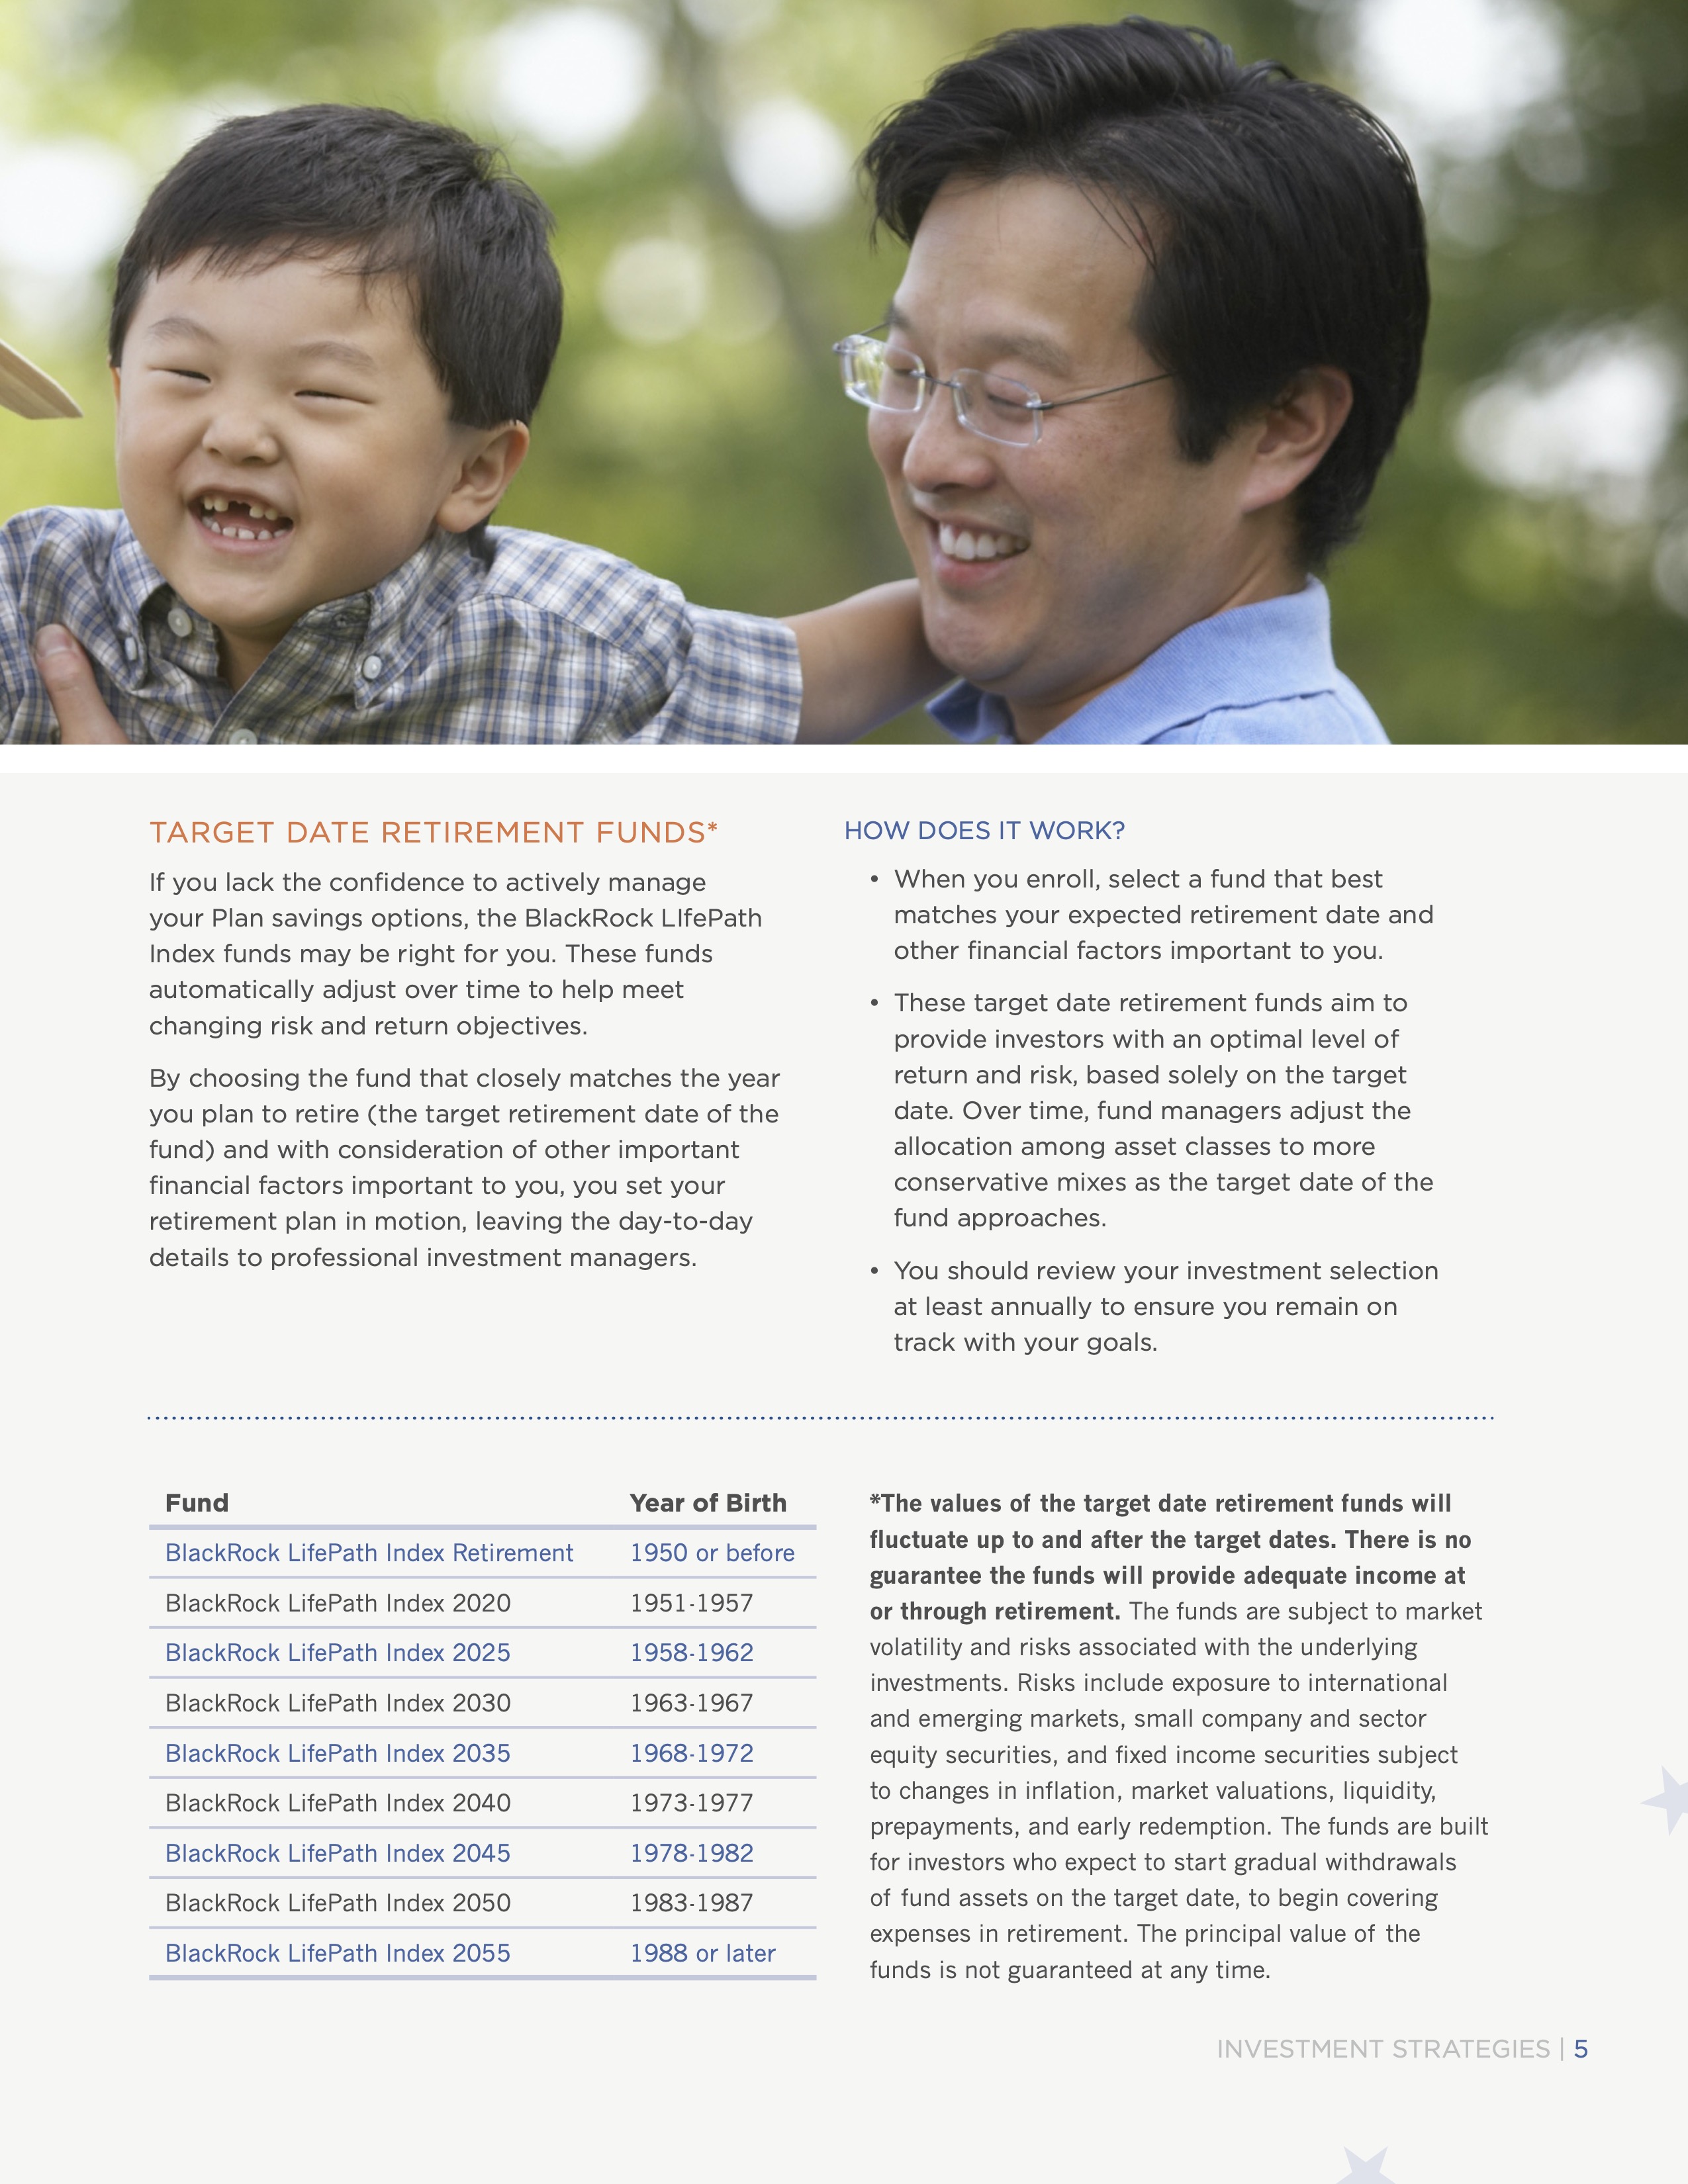 TARGET DATE RETIREMENT FUNDS*
If you lack the confidence to actively manage
your Plan savings options, the BlackRock LIfePath
Index funds may be right for you. These funds
automatically adjust over time to help meet
changing risk and return objectives.
By choosing the fund that closely matches the year
you plan to retire (the target retirement date of the
fund) and with consideration of other important
financial factors important to you, you set your
retirement plan in motion, leaving the day-to-day
details to professional investment managers.
HOW DOES IT WORK?
• When you enroll, select a fund that best
matches your expected retirement date and
other financial factors important to you.
• These target date retirement funds aim to
provide investors with an optimal level of
return and risk, based solely on the target
date. Over time, fund managers adjust the
allocation among asset classes to more
conservative mixes as the target date of the
fund approaches.
• You should review your investment selection
at least annually to ensure you remain on
track with your goals.
Fund Year of Birth
BlackRock LifePath Index Retirement 1950 or before
BlackRock LifePath Index 2020 1951-1957
BlackRock LifePath Index 2025 1958-1962
BlackRock LifePath Index 2030 1963-1967
BlackRock LifePath Index 2035 1968-1972
BlackRock LifePath Index 2040 1973-1977
BlackRock LifePath Index 2045 1978-1982
BlackRock LifePath Index 2050 1983-1987
BlackRock LifePath Index 2055 1988 or later
*The values of the target date retirement funds will
fluctuate up to and after the target dates. There is no
guarantee the funds will provide adequate income at
or through retirement. The funds are subject to market
volatility and risks associated with the underlying
investments. Risks include exposure to international
and emerging markets, small company and sector
equity securities, and fixed income securities subject
to changes in inflation, market valuations, liquidity,
prepayments, and early redemption. The funds are built
for investors who expect to start gradual withdrawals
of fund assets on the target date, to begin covering
expenses in retirement. The principal value of the
funds is not guaranteed at any time.
INVESTMENT STRATEGIES | 5